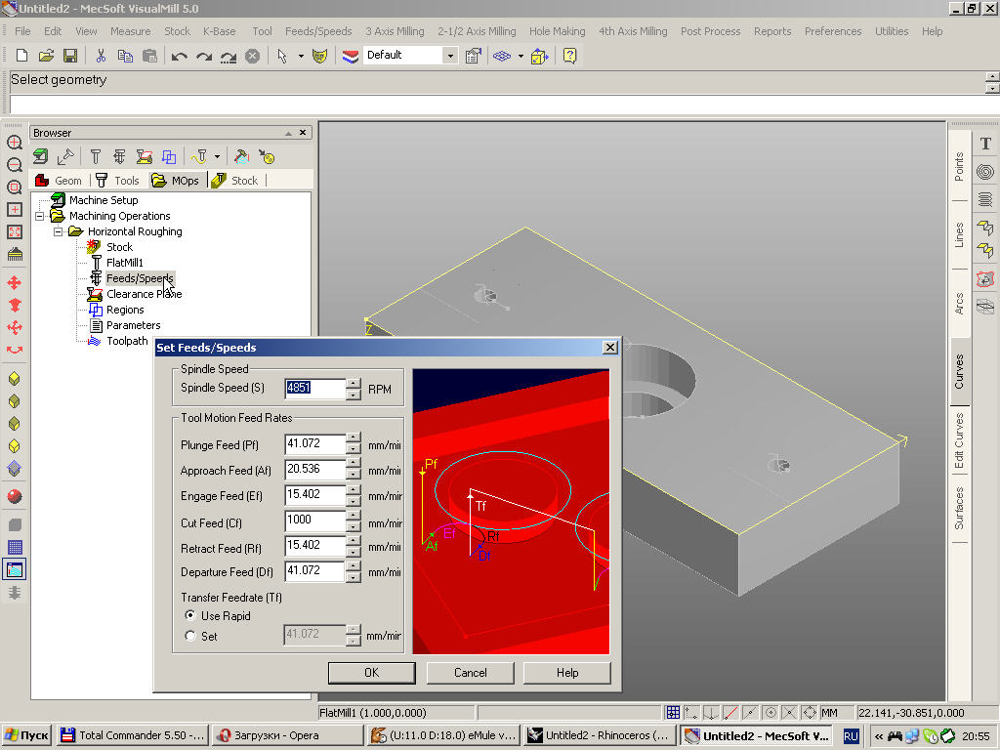 Untitled2 - MecSoft VisualMill 5.0
File Edit View Measure Stock K-Base Tool Feeds/Speeds 3 Axis Milling 2-1/2 Axis Milling Hole Making 4th Axis Milling Post Process Reports Preferences Utilities Help
Default
Select geometry
Browser
Geom Tools MOps Stock
Machine Setup
Machining Operations
Horizontal Roughing
Stock
FlatMill1
Feeds/Speeds
Clearance Plane
Regions
Parameters
Toolpath
Z
Points
Lines
Arcs
Curves
Edit Curves
Surfaces
T
Set Feeds/Speeds
Spindle Speed
Spindle Speed (S) 4851 RPM
Tool Motion Feed Rates
Plunge Feed (Pf) 41.072 mm/min
Approach Feed (Af) 20.536 mm/min
Engage Feed (Ef) 15.402 mm/min
Cut Feed (Cf) 1000 mm/min
Retract Feed (Rf) 15.402 mm/min
Departure Feed (Df) 41.072 mm/min
Transfer Feedrate (Tf)
Use Rapid
Set 41.072 mm/min
Pf
Tf
Ef Rf
Af Df
OK Cancel Help
FlatMill1 (1.000,0.000) MM 22.141,-30.851,0.000
Пуск Total Commander 5.50 -... Загрузки - Opera (U:11.0 D:18.0) eMule v... Untitled2 - Rhinoceros (... Untitled2 - MecSoft V... RU « 20:55